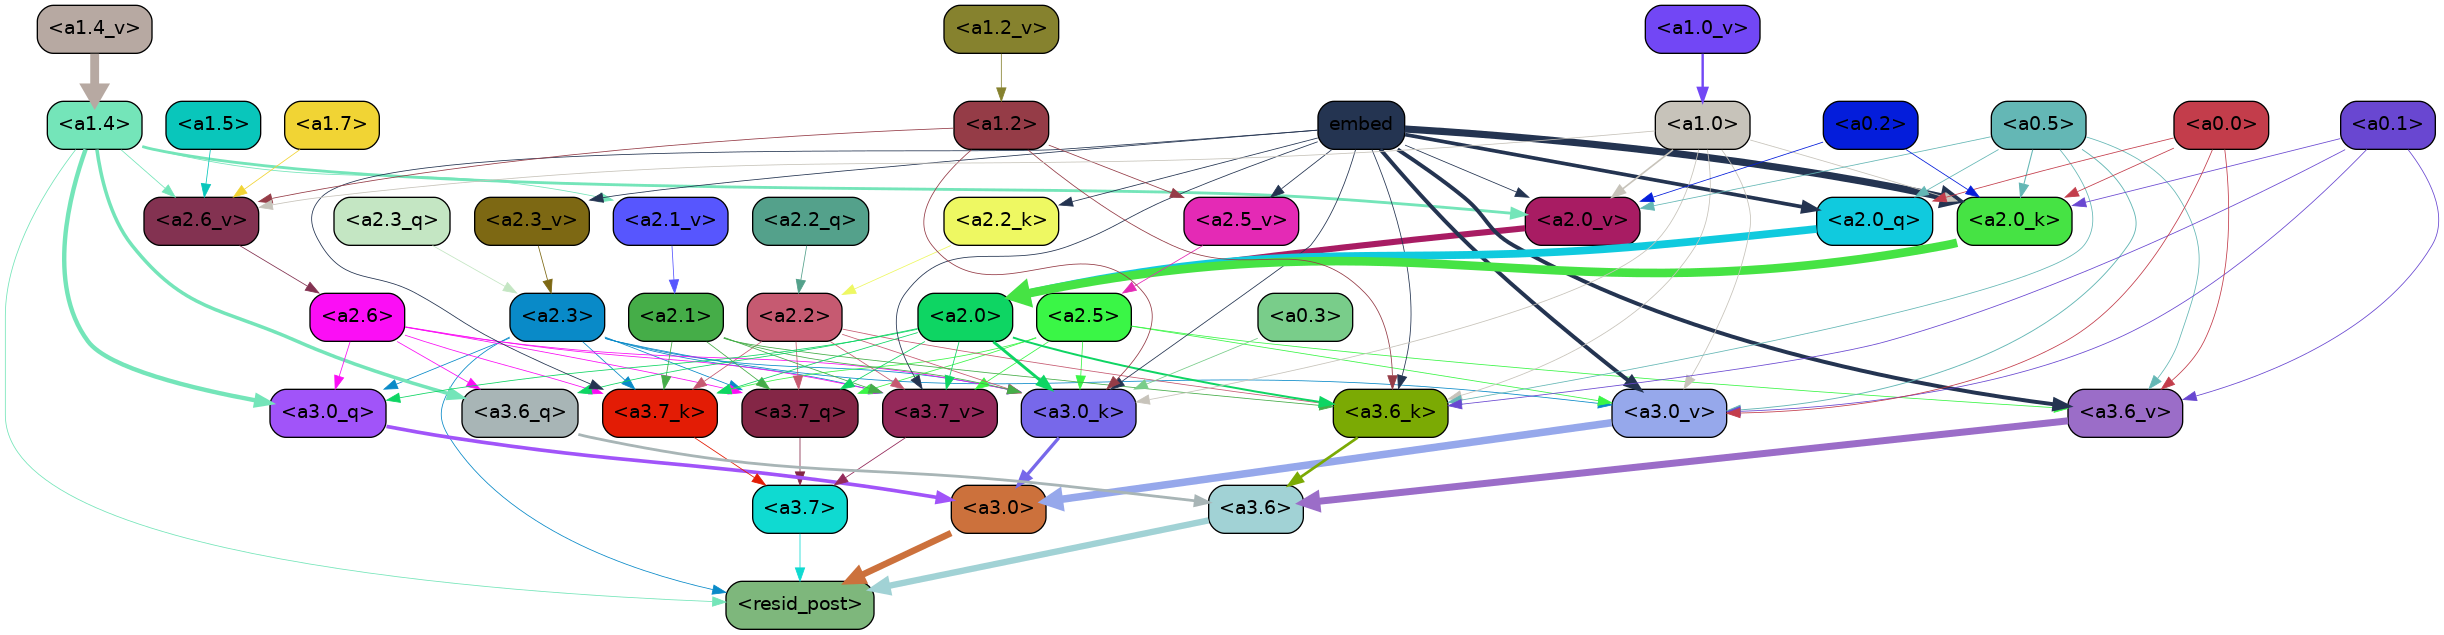 <a1.4_v> <a1.2_v> <a1.0_v>
<a1.4> <a1.5> <a1.7> <a1.2> embed <a1.0> <a0.2> <a0.5> <a0.0> <a0.1>
<a2.6_v> <a2.3_q> <a2.3_v> <a2.1_v> <a2.2_q> <a2.2_k> <a2.5_v> <a2.0_v> <a2.0_q> <a2.0_k>
<a2.6> <a2.3> <a2.1> <a2.2> <a2.0> <a2.5> <a0.3>
<a3.0_q> <a3.6_q> <a3.7_k> <a3.7_q> <a3.7_v> <a3.0_k> <a3.6_k> <a3.0_v> <a3.6_v>
<a3.7> <a3.0> <a3.6>
<resid_post>